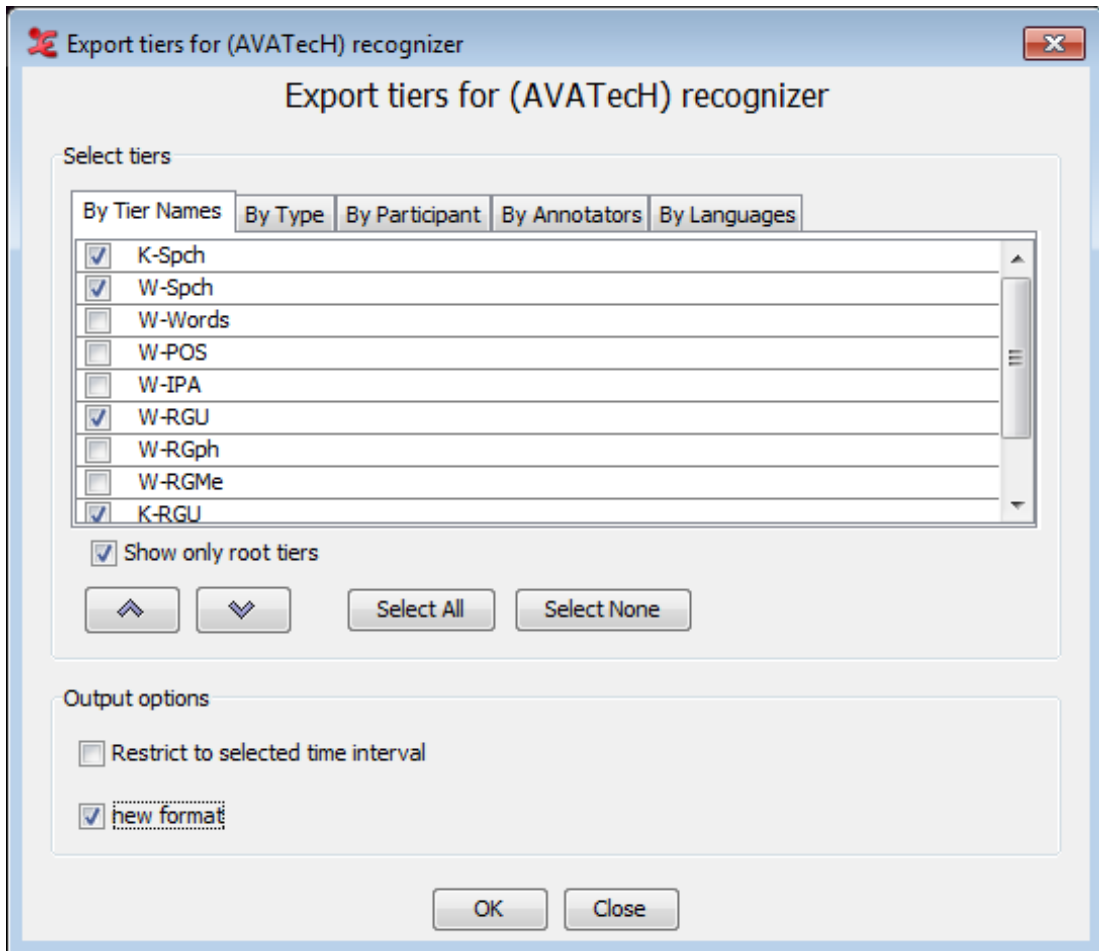 Export tiers for (AVATecH) recognizer
Export tiers for (AVATecH) recognizer
Select tiers
By Tier Names By Type By Participant By Annotators By Languages
K-Spch
W-Spch
W-Words
W-POS
W-IPA
W-RGU
W-RGph
W-RGMe
K-RGU
Show only root tiers
Select All Select None
Output options
Restrict to selected time interval
new format
OK Close